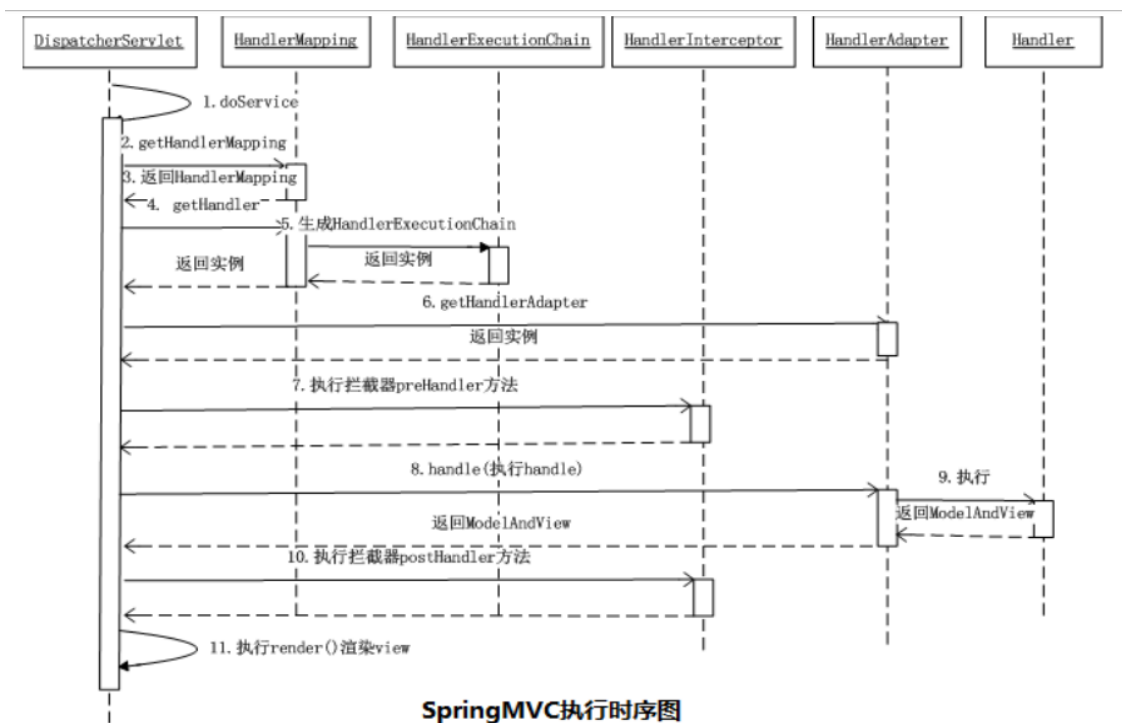 DispatcherServlet
HandlerMapping
HandlerExecutionChain
HandlerInterceptor
HandlerAdapter
Handler
1.doService
2.getHandlerMapping
3.返回HandlerMapping
4. getHandler
5.生成HandlerExecutionChain
返回实例
返回实例
6.getHandlerAdapter
返回实例
7.执行拦截器preHandler方法
8.handle(执行handle)
9.执行
返回ModelAndView
返回ModelAndView
10.执行拦截器postHandler方法
11.执行render()渲染view
SpringMVC执行时序图